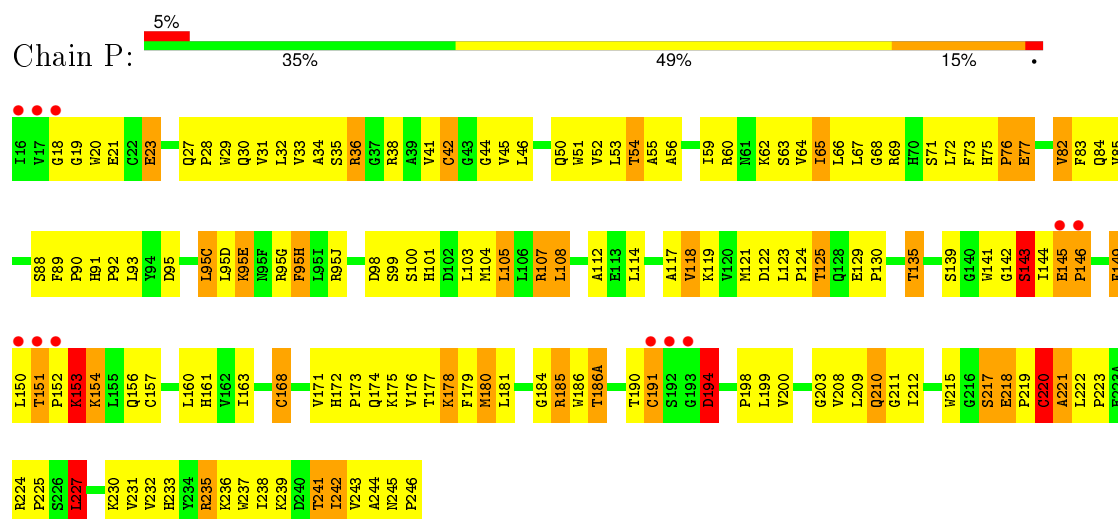 5%
Chain P:
35% 49% 15% •
I16 V17 G18 G19 W20 E21 C22 E23 Q27 P28 W29 Q30 V31 L32 V33 A34 S35 R36 G37 R38 A39 V41 C42 G43 G44 V45 L46 Q50 W51 V52 L53 T54 A55 A56 I59 R60 N61 K62 S63 V64 I65 L66 L67 G68 R69 H70 S71 L72 F73 H75 P76 E77 V82 F83 Q84 V85
S88 F89 P90 H91 P92 L93 Y94 D95 L95C L95D K95E N95F R95G F95H L95I R95J D98 S99 S100 H101 D102 L103 M104 L105 L106 R107 L108 A112 E113 L114 A117 V118 K119 V120 M121 D122 L123 P124 T125 Q128 E129 P130 T135 S139 G140 W141 G142 S143 I144 E145 P146 E149
L150 T151 P152 K153 K154 L155 Q156 C157 L160 H161 V162 I163 C168 V171 H172 P173 Q174 K175 V176 T177 K178 F179 M180 L181 G184 R185 W186 T186A T190 C191 S192 G193 D194 P198 L199 V200 G203 V208 L209 Q210 G211 I212 W215 G216 S217 E218 P219 C220 A221 L222 P223 E223A
R224 P225 S226 L227 K230 V231 V232 H233 Y234 R235 K236 W237 I238 K239 D240 T241 I242 V243 A244 N245 P246